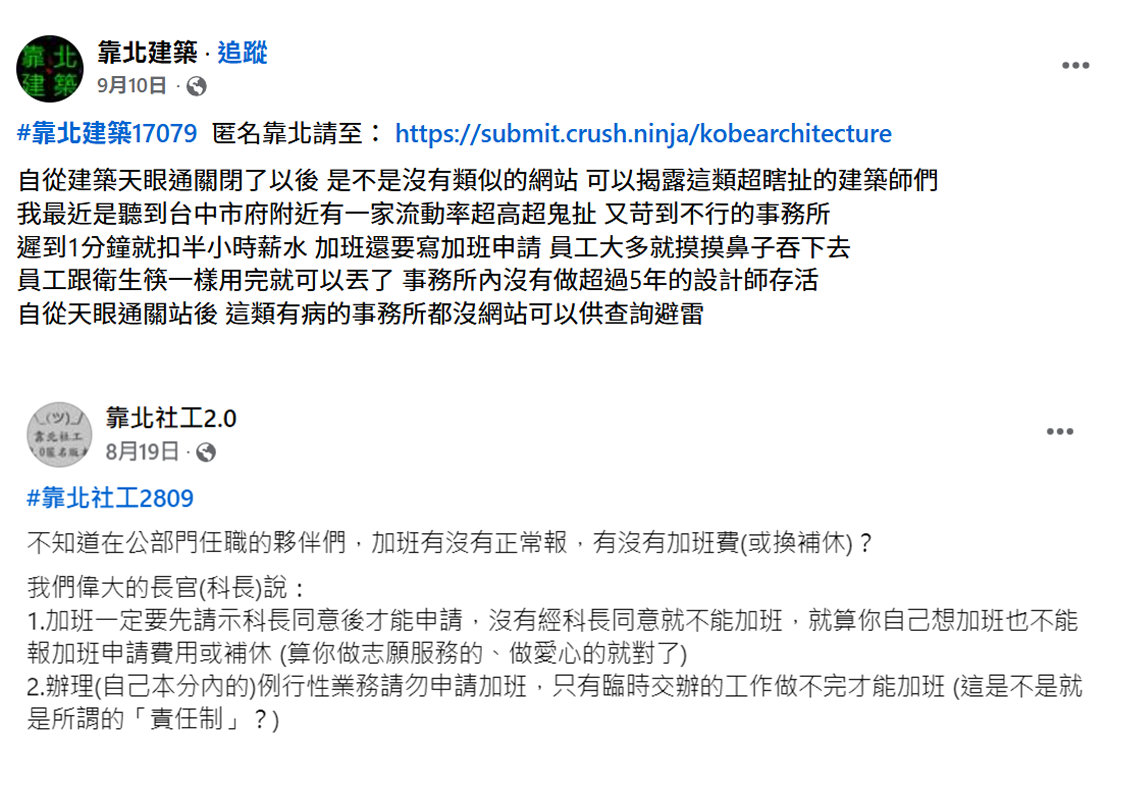 靠北建築 · 追蹤
9月10日 ·
靠北
建築
#靠北建築17079 匿名靠北請至： https://submit.crush.ninja/kobearchitecture
自從建築天眼通關閉了以後 是不是沒有類似的網站 可以揭露這類超瞎扯的建築師們
我最近是聽到台中市府附近有一家流動率超高超鬼扯 又苛到不行的事務所
遲到1分鐘就扣半小時薪水 加班還要寫加班申請 員工大多就摸摸鼻子吞下去
員工跟衛生筷一樣用完就可以丟了 事務所內沒有做超過5年的設計師存活
自從天眼通關站後 這類有病的事務所都沒網站可以供查詢避雷
靠北社工2.0
8月19日 ·
\_(ツ)_/
靠北社工
2.0匿名版
#靠北社工2809
不知道在公部門任職的夥伴們，加班有沒有正常報，有沒有加班費(或換補休)？
我們偉大的長官(科長)說：
1.加班一定要先請示科長同意後才能申請，沒有經科長同意就不能加班，就算你自己想加班也不能
報加班申請費用或補休 (算你做志願服務的、做愛心的就對了)
2.辦理(自己本分內的)例行性業務請勿申請加班，只有臨時交辦的工作做不完才能加班 (這是不是就
是所謂的「責任制」？)